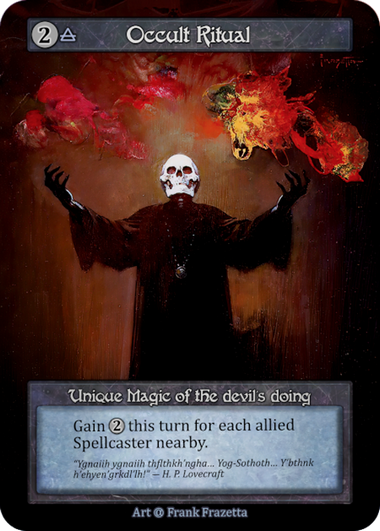 2 Occult Ritual
Unique Magic of the devil's doing
Gain ② this turn for each allied
Spellcaster nearby.
"Ygnaiih ygnaiih thflthkh'ngha... Yog-Sothoth... Y'bthnk
h'ehyen'grkdl'lh!" — H. P. Lovecraft
Art @ Frank Frazetta